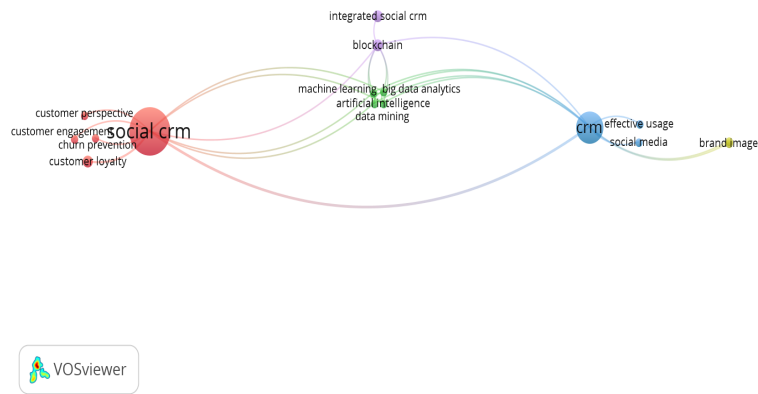 integrated social crm
blockchain
machine learning
big data analytics
artificial intelligence
data mining
customer perspective
customer engagement
social crm
churn prevention
customer loyalty
crm
effective usage
social media
brand image
VOSviewer